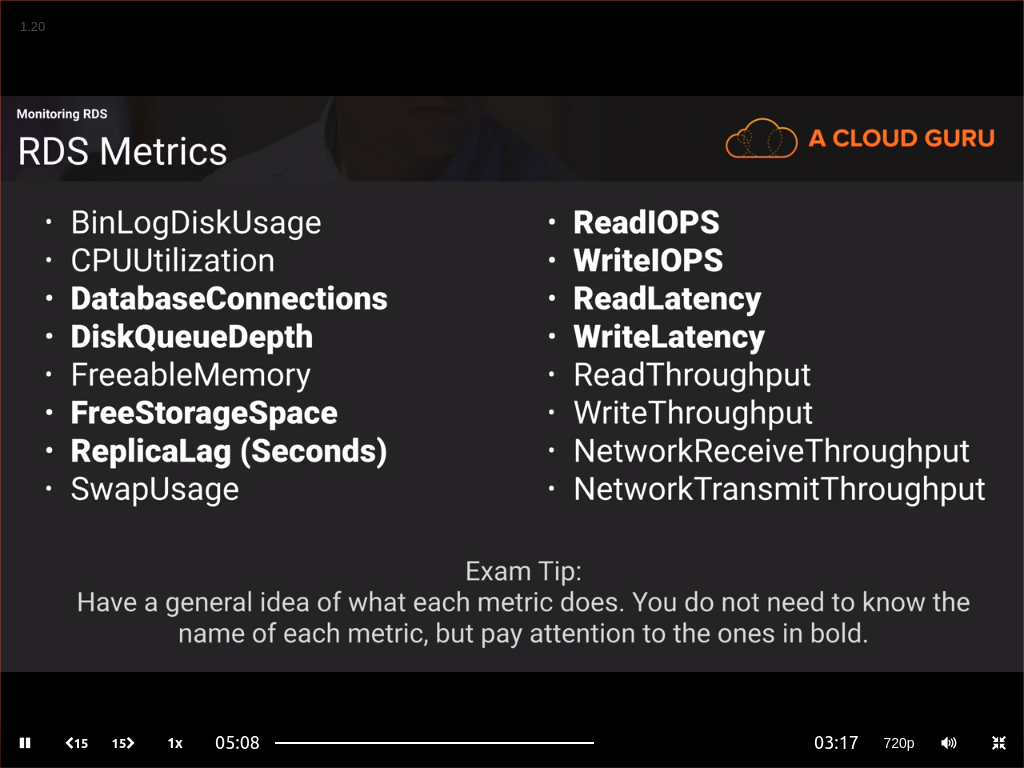 1.20
Monitoring RDS
RDS Metrics
A CLOUD GURU
• BinLogDiskUsage
• CPUUtilization
• DatabaseConnections
• DiskQueueDepth
• FreeableMemory
• FreeStorageSpace
• ReplicaLag (Seconds)
• SwapUsage
• ReadIOPS
• WriteIOPS
• ReadLatency
• WriteLatency
• ReadThroughput
• WriteThroughput
• NetworkReceiveThroughput
• NetworkTransmitThroughput
Exam Tip:
Have a general idea of what each metric does. You do not need to know the
name of each metric, but pay attention to the ones in bold.
15 15 1x 05:08 03:17 720p